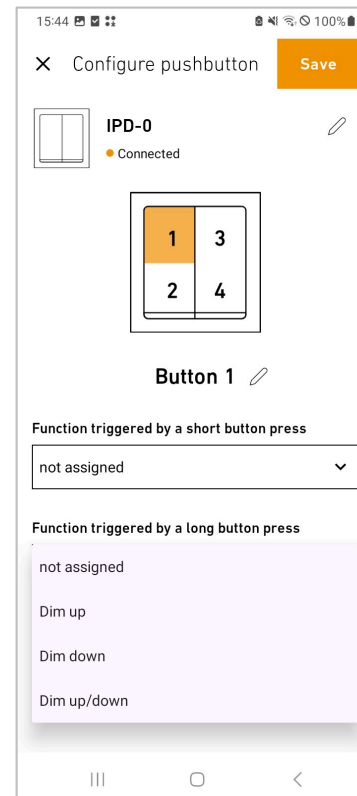 15:44 100%
Configure pushbutton Save
IPD-0
Connected
1 3
2 4
Button 1
Function triggered by a short button press
not assigned
Function triggered by a long button press
not assigned
Dim up
Dim down
Dim up/down